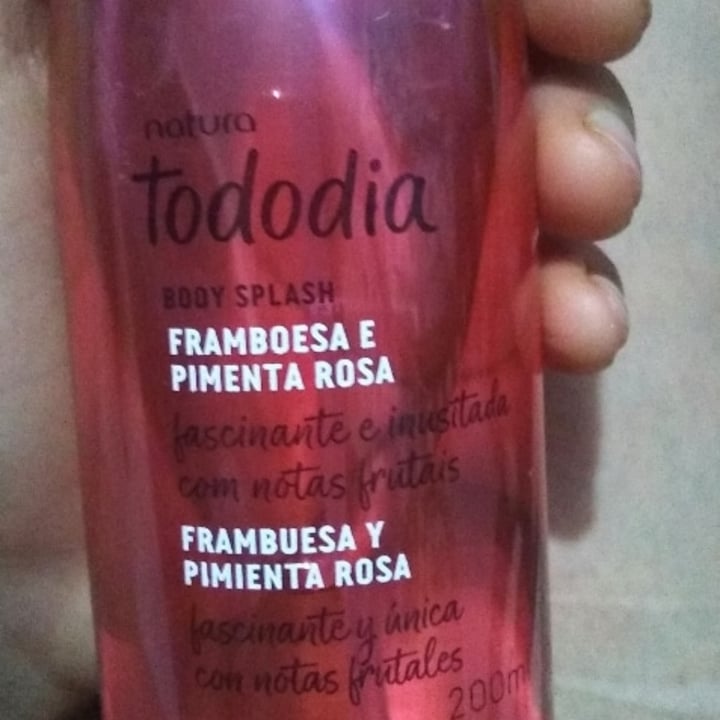 natura
tododia
BODY SPLASH
FRAMBOESA E
PIMENTA ROSA
fascinante e inusitada
com notas frutais
FRAMBUESA Y
PIMIENTA ROSA
fascinante y única
con notas frutales
200m